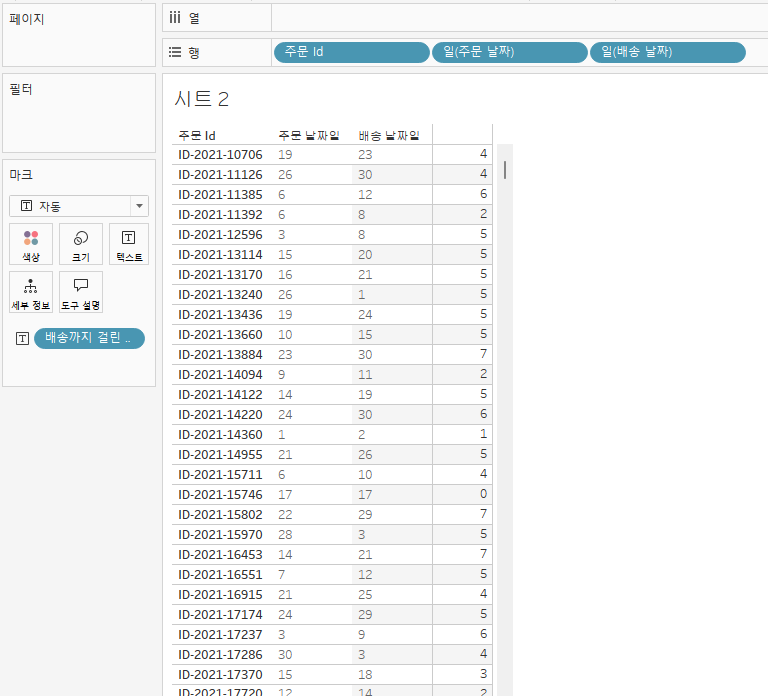 페이지
열
행
주문 Id
일(주문 날짜)
일(배송 날짜)
필터
마크
자동
색상
크기
텍스트
세부 정보
도구 설명
배송까지 걸린 ..
시트 2
주문 Id 주문 날짜일 배송 날짜일
ID-2021-10706 19 23 4
ID-2021-11126 26 30 4
ID-2021-11385 6 12 6
ID-2021-11392 6 8 2
ID-2021-12596 3 8 5
ID-2021-13114 15 20 5
ID-2021-13170 16 21 5
ID-2021-13240 26 1 5
ID-2021-13436 19 24 5
ID-2021-13660 10 15 5
ID-2021-13884 23 30 7
ID-2021-14094 9 11 2
ID-2021-14122 14 19 5
ID-2021-14220 24 30 6
ID-2021-14360 1 2 1
ID-2021-14955 21 26 5
ID-2021-15711 6 10 4
ID-2021-15746 17 17 0
ID-2021-15802 22 29 7
ID-2021-15970 28 3 5
ID-2021-16453 14 21 7
ID-2021-16551 7 12 5
ID-2021-16915 21 25 4
ID-2021-17174 24 29 5
ID-2021-17237 3 9 6
ID-2021-17286 30 3 4
ID-2021-17370 15 18 3
ID-2021-17720 12 14 2